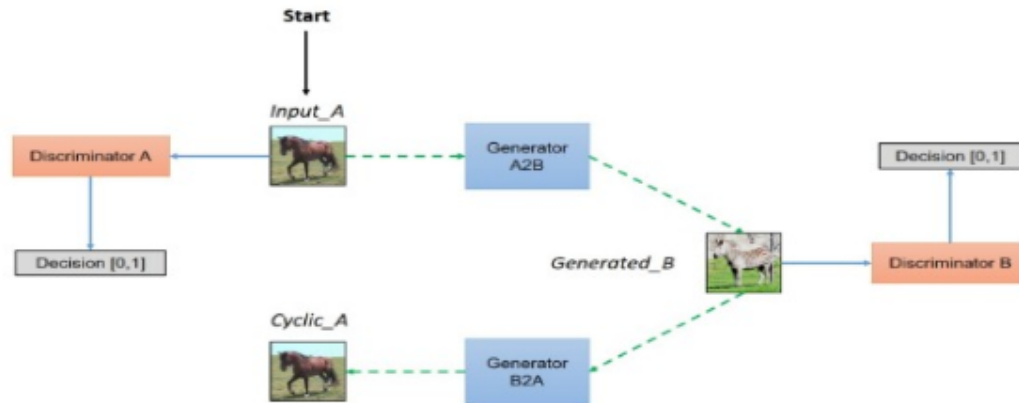 Start
Input_A
Discriminator A
Generator
A2B
Decision [0,1]
Decision [0,1]
Generated_B
Discriminator B
Cyclic_A
Generator
B2A